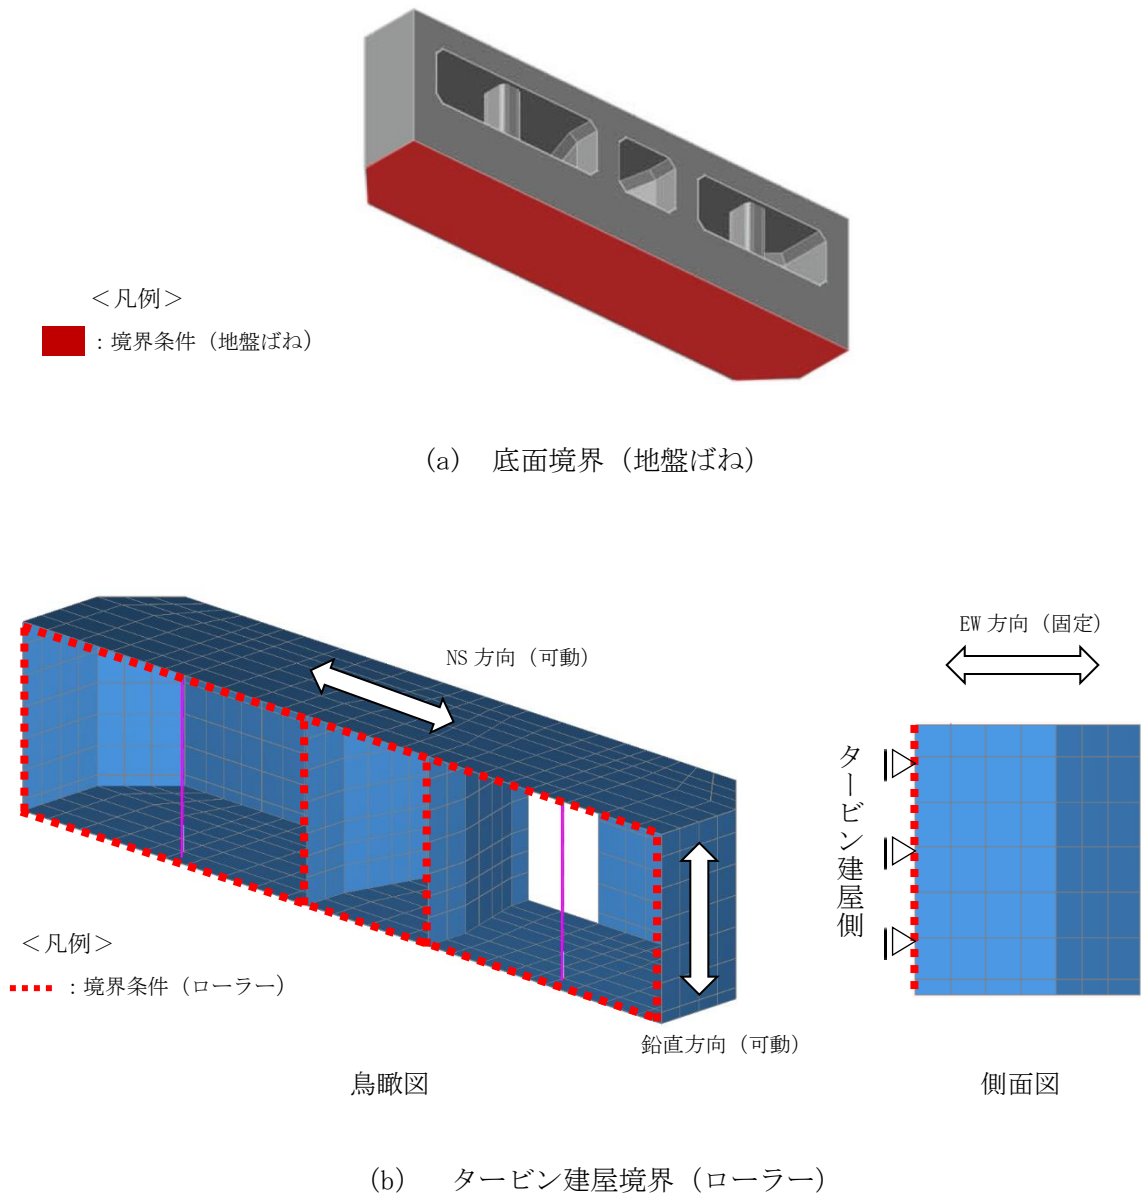 ＜凡例＞
：境界条件（地盤ばね）
(a)　底面境界（地盤ばね）
NS 方向（可動）
EW 方向（固定）
タービン建屋側
＜凡例＞
：境界条件（ローラー）
鉛直方向（可動）
鳥瞰図
側面図
(b)　タービン建屋境界（ローラー）